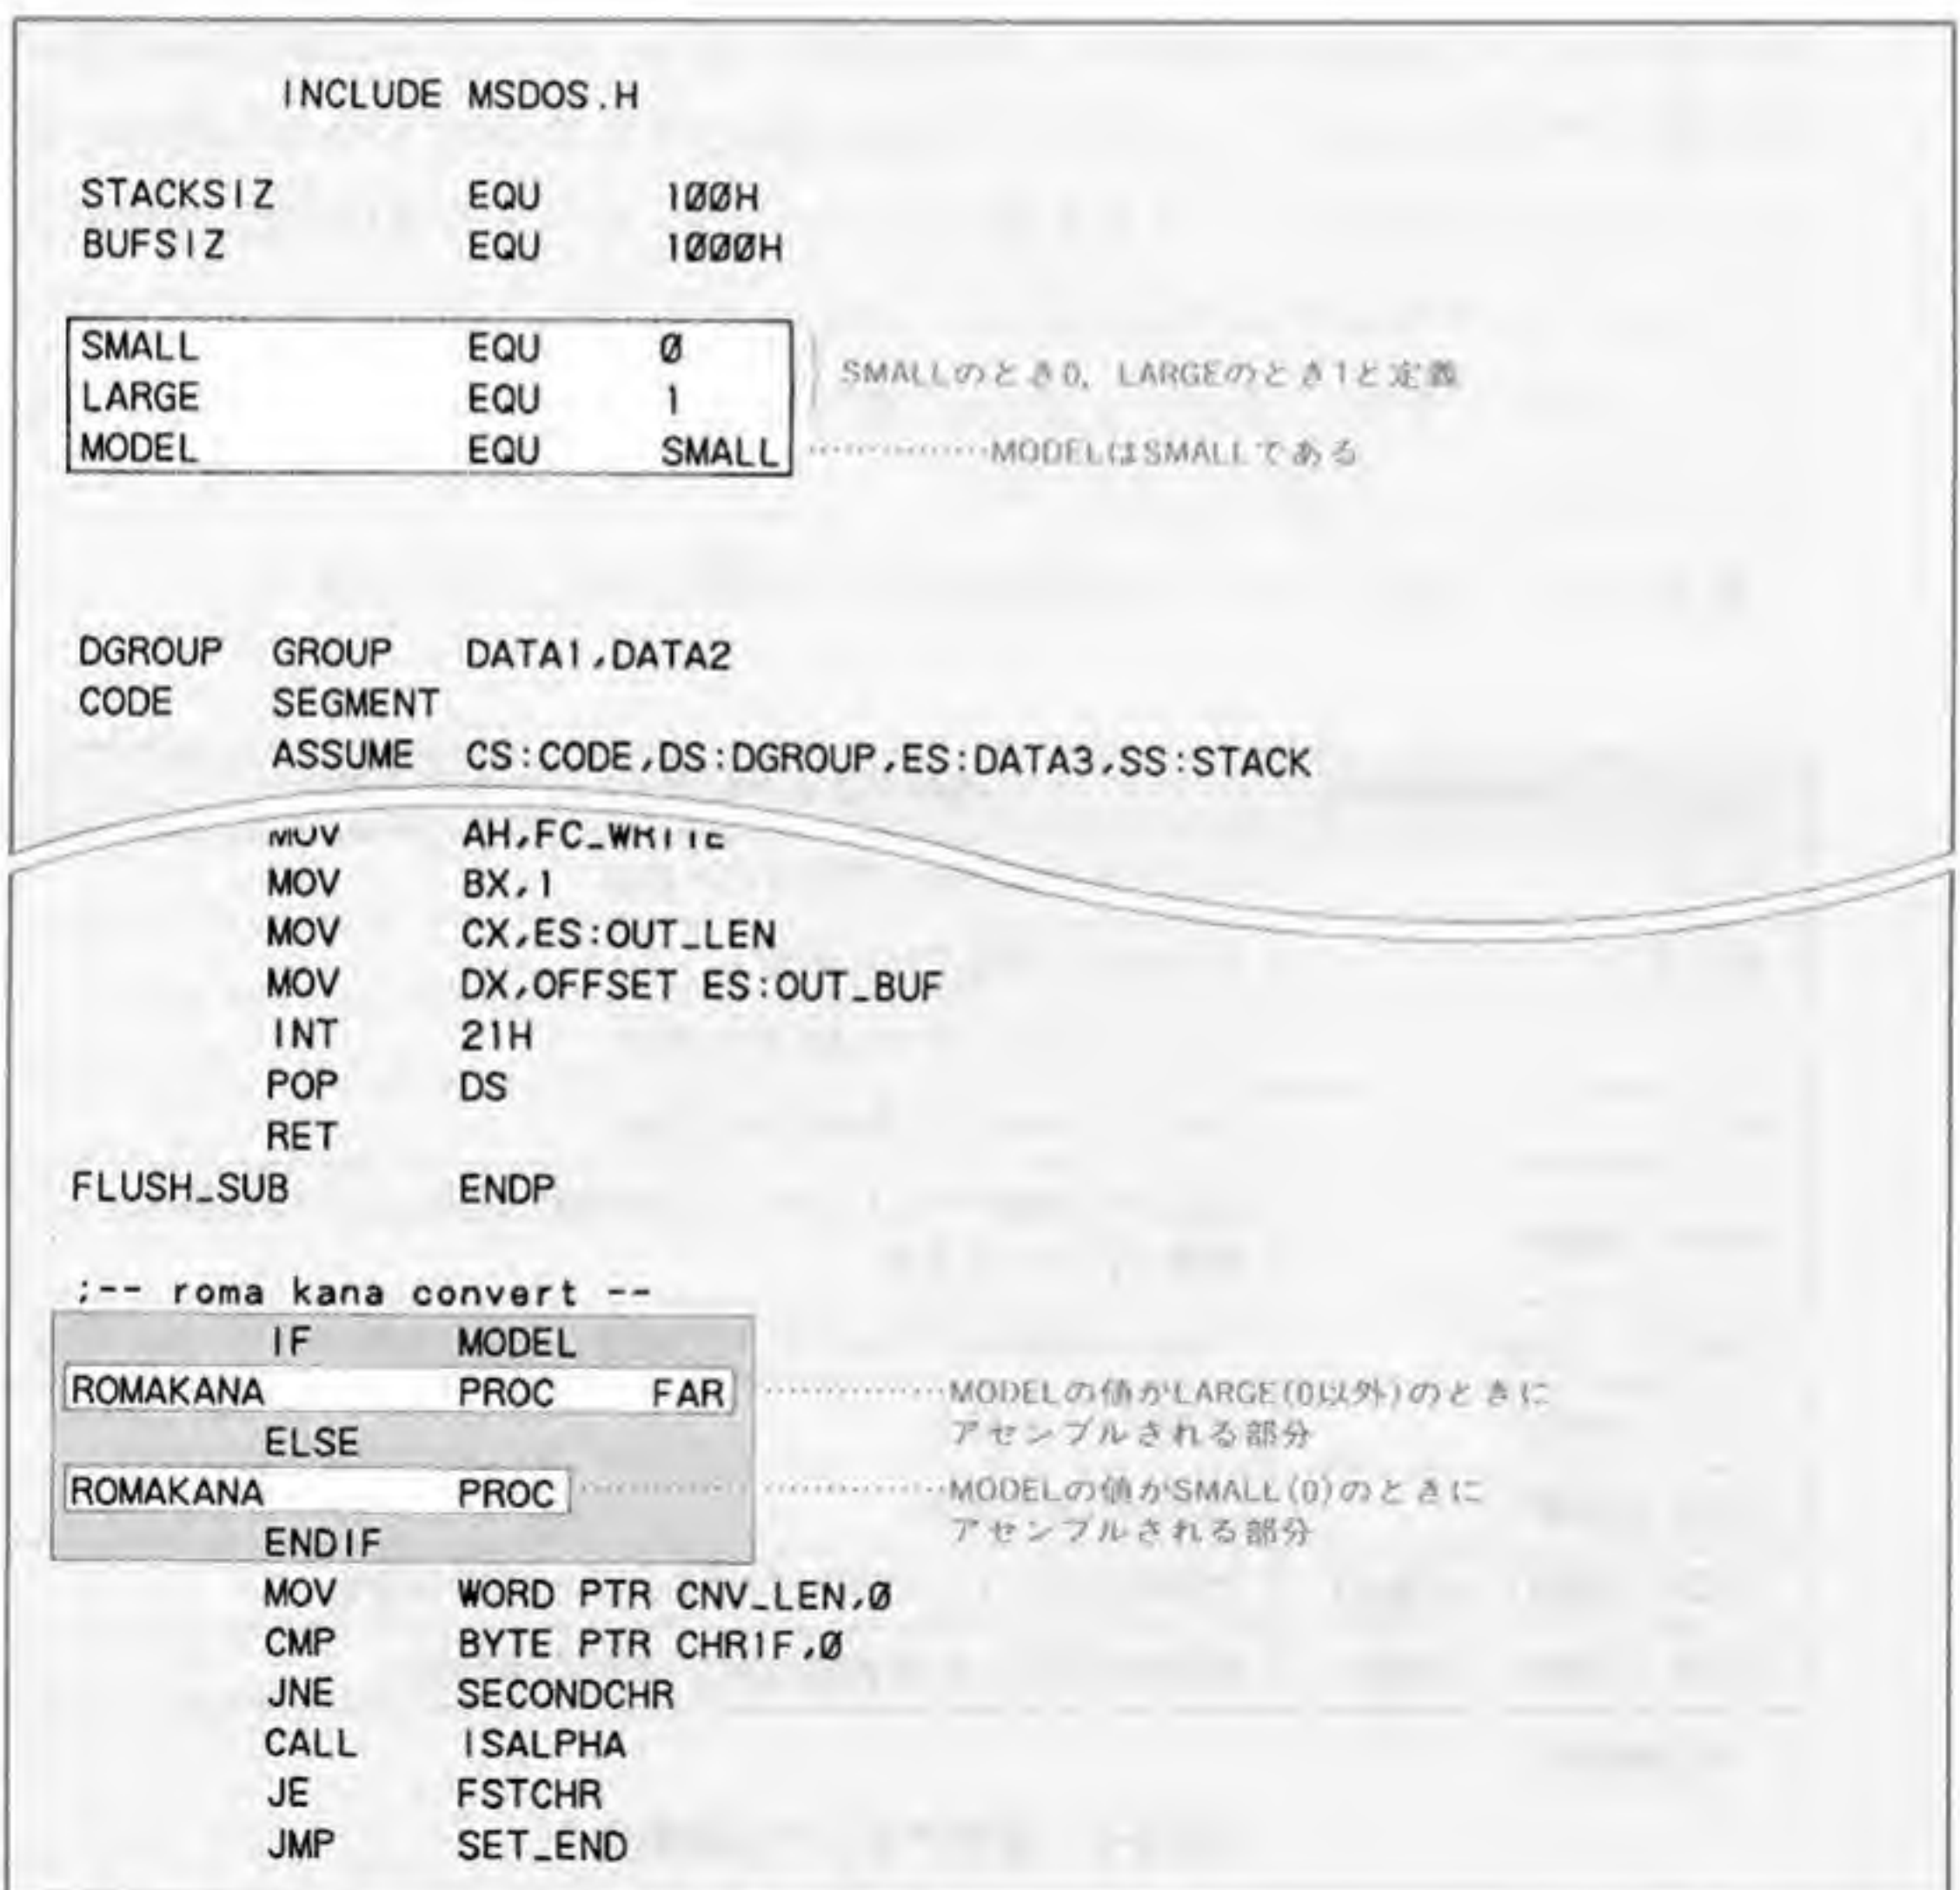 INCLUDE MSDOS.H
STACKSIZ EQU 100H
BUFSIZ EQU 1000H
SMALL EQU 0
LARGE EQU 1
SMALLのとき0, LARGEのとき1と定義
MODEL EQU SMALL ……………MODELはSMALLである
DGROUP GROUP DATA1,DATA2
CODE SEGMENT
ASSUME CS:CODE,DS:DGROUP,ES:DATA3,SS:STACK
MOV AH,FC_WRITE
MOV BX,1
MOV CX,ES:OUT_LEN
MOV DX,OFFSET ES:OUT_BUF
INT 21H
POP DS
RET
FLUSH_SUB ENDP
;-- roma kana convert --
IF MODEL
ROMAKANA PROC FAR ……………MODELの値がLARGE(0以外)のときに
アセンブルされる部分
ELSE
ROMAKANA PROC ……………MODELの値がSMALL(0)のときに
アセンブルされる部分
ENDIF
MOV WORD PTR CNV_LEN,0
CMP BYTE PTR CHR1F,0
JNE SECONDCHR
CALL ISALPHA
JE FSTCHR
JMP SET_END